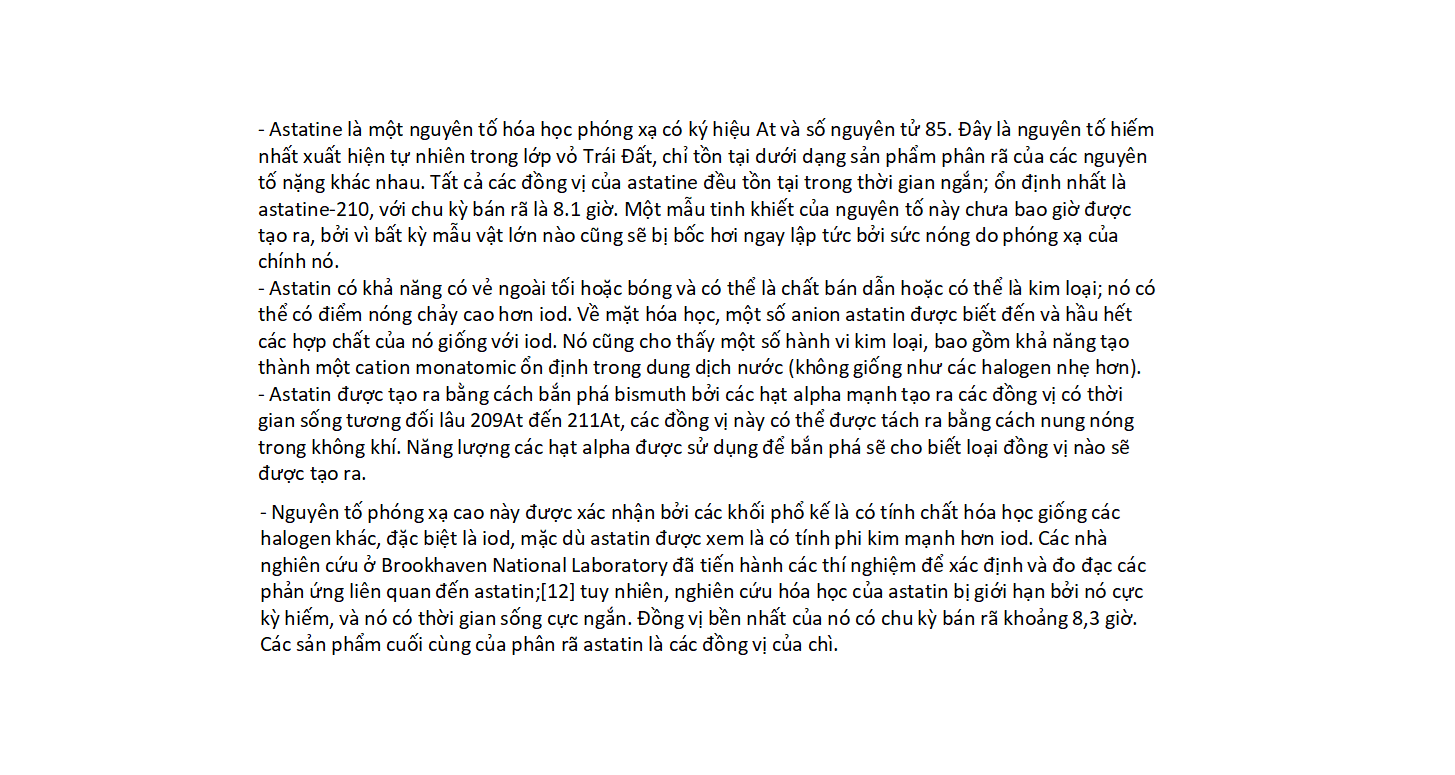 - Astatine là một nguyên tố hóa học phóng xạ có ký hiệu At và số nguyên tử 85. Đây là nguyên tố hiếm
nhất xuất hiện tự nhiên trong lớp vỏ Trái Đất, chỉ tồn tại dưới dạng sản phẩm phân rã của các nguyên
tố nặng khác nhau. Tất cả các đồng vị của astatine đều tồn tại trong thời gian ngắn; ổn định nhất là
astatine-210, với chu kỳ bán rã là 8.1 giờ. Một mẫu tinh khiết của nguyên tố này chưa bao giờ được
tạo ra, bởi vì bất kỳ mẫu vật lớn nào cũng sẽ bị bốc hơi ngay lập tức bởi sức nóng do phóng xạ của
chính nó.
- Astatin có khả năng có vẻ ngoài tối hoặc bóng và có thể là chất bán dẫn hoặc có thể là kim loại; nó có
thể có điểm nóng chảy cao hơn iod. Về mặt hóa học, một số anion astatin được biết đến và hầu hết
các hợp chất của nó giống với iod. Nó cũng cho thấy một số hành vi kim loại, bao gồm khả năng tạo
thành một cation monatomic ổn định trong dung dịch nước (không giống như các halogen nhẹ hơn).
- Astatin được tạo ra bằng cách bắn phá bismuth bởi các hạt alpha mạnh tạo ra các đồng vị có thời
gian sống tương đối lâu 209At đến 211At, các đồng vị này có thể được tách ra bằng cách nung nóng
trong không khí. Năng lượng các hạt alpha được sử dụng để bắn phá sẽ cho biết loại đồng vị nào sẽ
được tạo ra.
- Nguyên tố phóng xạ cao này được xác nhận bởi các khối phổ kế là có tính chất hóa học giống các
halogen khác, đặc biệt là iod, mặc dù astatin được xem là có tính phi kim mạnh hơn iod. Các nhà
nghiên cứu ở Brookhaven National Laboratory đã tiến hành các thí nghiệm để xác định và đo đạc các
phản ứng liên quan đến astatin;[12] tuy nhiên, nghiên cứu hóa học của astatin bị giới hạn bởi nó cực
kỳ hiếm, và nó có thời gian sống cực ngắn. Đồng vị bền nhất của nó có chu kỳ bán rã khoảng 8,3 giờ.
Các sản phẩm cuối cùng của phân rã astatin là các đồng vị của chì.